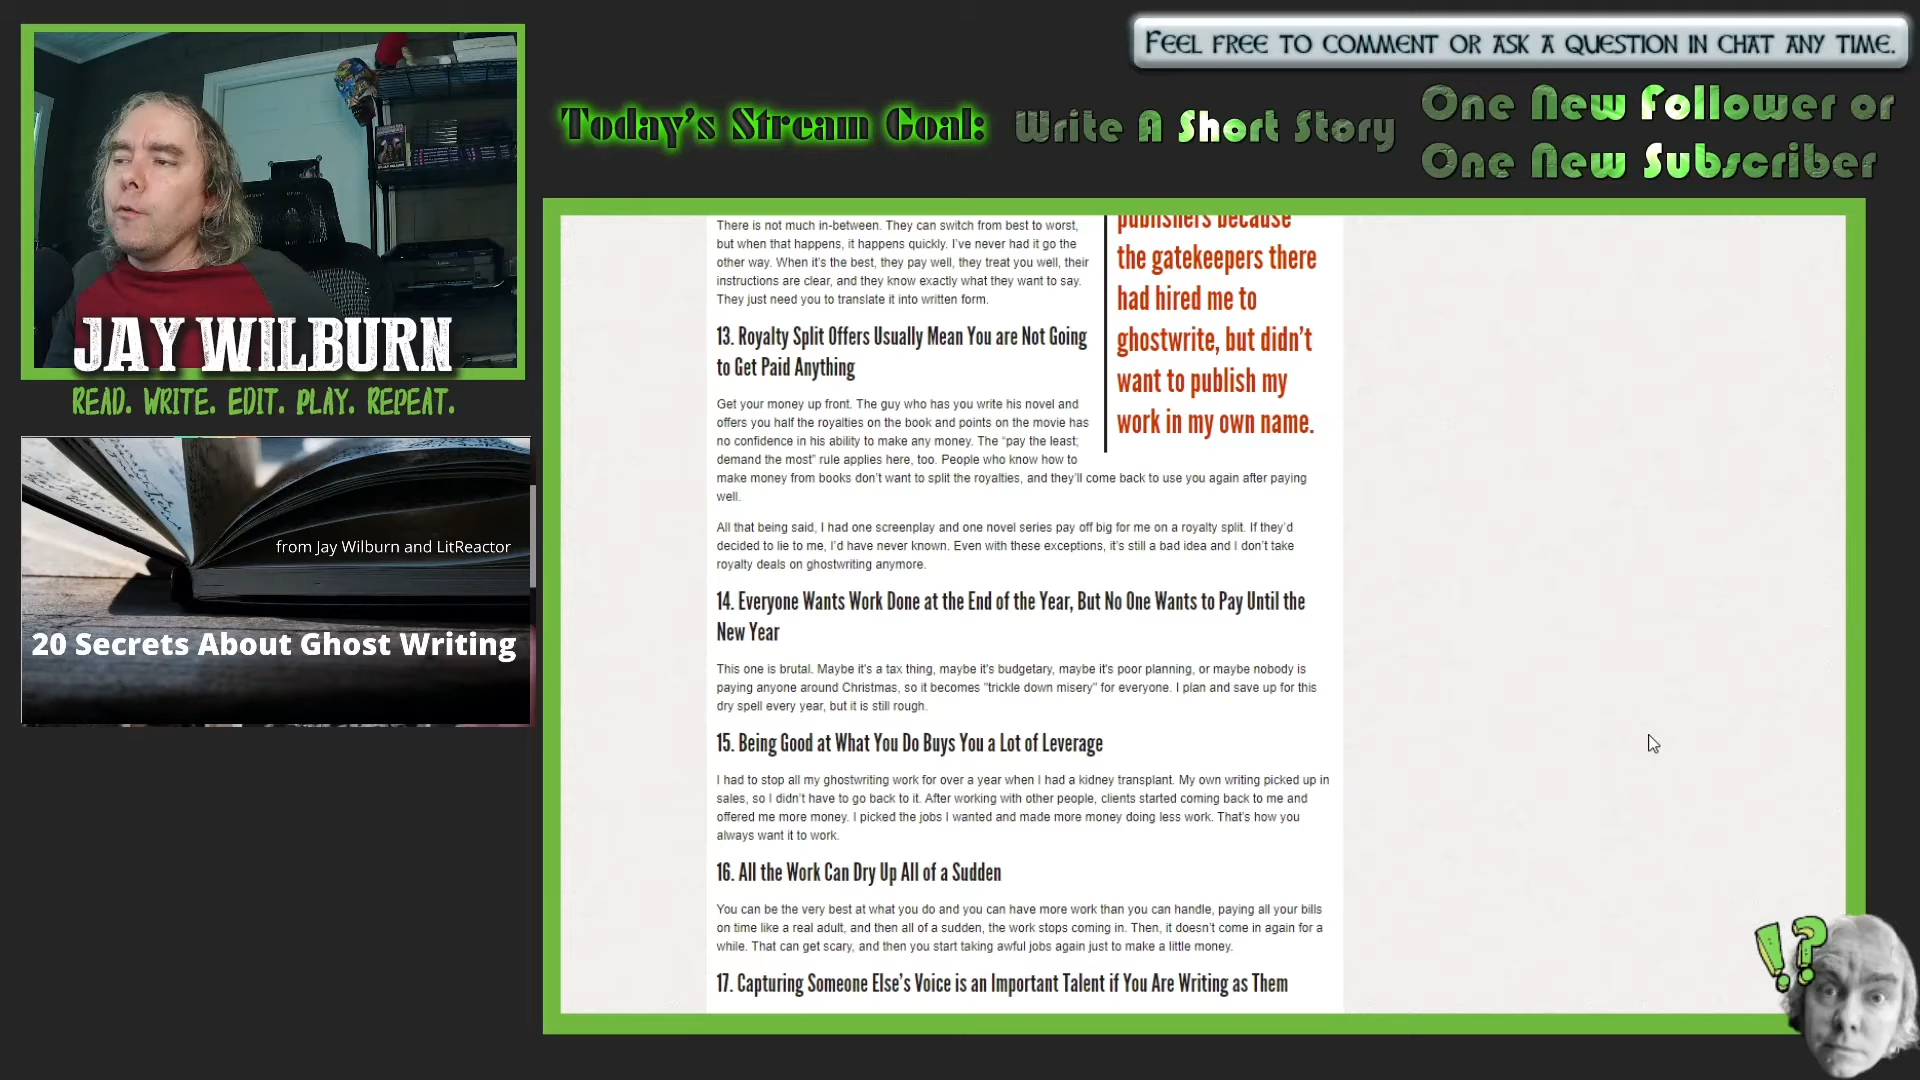 FEEL FREE TO COMMENT OR ASK A QUESTION IN CHAT ANY TIME.
Today's Stream Goal:
Write A Short Story
One New Follower or
One New Subscriber
JAY WILBURN
READ. WRITE. EDIT. PLAY. REPEAT.
from Jay Wilburn and LitReactor
20 Secrets About Ghost Writing
There is not much in-between. They can switch from best to worst,
but when that happens, it happens quickly. I've never had it go the
other way. When it's the best, they pay well, they treat you well, their
instructions are clear, and they know exactly what they want to say.
They just need you to translate it into written form.
publishers because
the gatekeepers there
had hired me to
ghostwrite, but didn't
want to publish my
work in my own name.
13. Royalty Split Offers Usually Mean You are Not Going
to Get Paid Anything
Get your money up front. The guy who has you write his novel and
offers you half the royalties on the book and points on the movie has
no confidence in his ability to make any money. The "pay the least;
demand the most" rule applies here, too. People who know how to
make money from books don't want to split the royalties, and they'll come back to use you again after paying
well.
All that being said, I had one screenplay and one novel series pay off big for me on a royalty split. If they'd
decided to lie to me, I'd have never known. Even with these exceptions, it's still a bad idea and I don't take
royalty deals on ghostwriting anymore.
14. Everyone Wants Work Done at the End of the Year, But No One Wants to Pay Until the
New Year
This one is brutal. Maybe it's a tax thing, maybe it's budgetary, maybe it's poor planning, or maybe nobody is
paying anyone around Christmas, so it becomes "trickle down misery" for everyone. I plan and save up for this
dry spell every year, but it is still rough.
15. Being Good at What You Do Buys You a Lot of Leverage
I had to stop all my ghostwriting work for over a year when I had a kidney transplant. My own writing picked up in
sales, so I didn't have to go back to it. After working with other people, clients started coming back to me and
offered me more money. I picked the jobs I wanted and made more money doing less work. That's how you
always want it to work.
16. All the Work Can Dry Up All of a Sudden
You can be the very best at what you do and you can have more work than you can handle, paying all your bills
on time like a real adult, and then all of a sudden, the work stops coming in. Then, it doesn't come in again for a
while. That can get scary, and then you start taking awful jobs again just to make a little money.
17. Capturing Someone Else's Voice is an Important Talent if You Are Writing as Them
!?